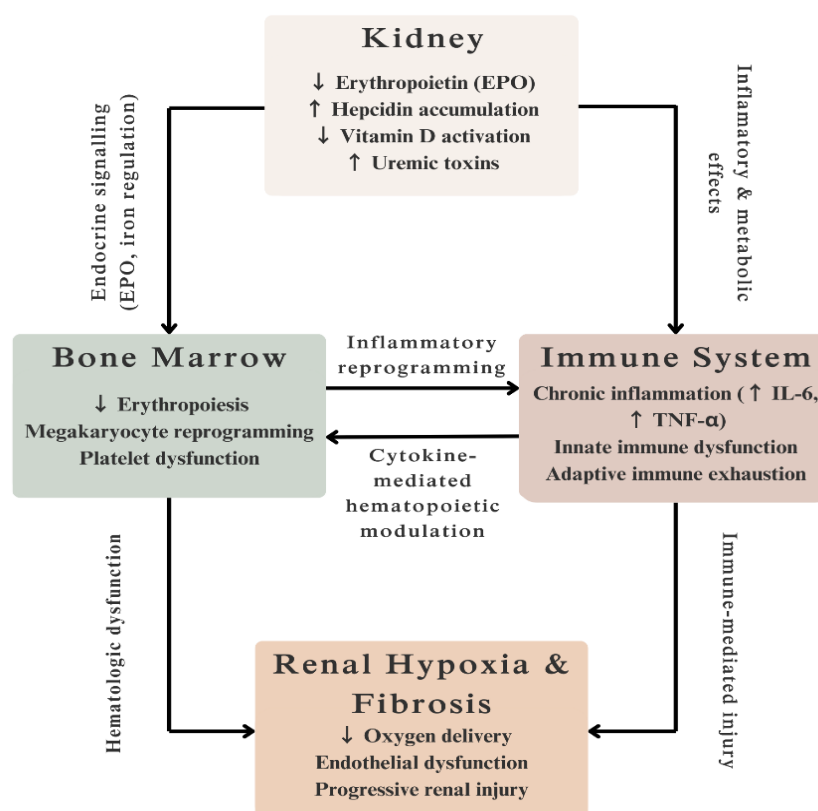 Kidney
↓ Erythropoietin (EPO)
↑ Hepcidin accumulation
↓ Vitamin D activation
↑ Uremic toxins
Endocrine signalling
(EPO, iron regulation)
Inflamatory & metabolic
effects
Bone Marrow
↓ Erythropoiesis
Megakaryocyte reprogramming
Platelet dysfunction
Inflammatory
reprogramming
Cytokine-
mediated
hematopoietic
modulation
Immune System
Chronic inflammation ( ↑ IL-6,
↑ TNF-α)
Innate immune dysfunction
Adaptive immune exhaustion
Hematologic dysfunction
Immune-mediated injury
Renal Hypoxia &
Fibrosis
↓ Oxygen delivery
Endothelial dysfunction
Progressive renal injury